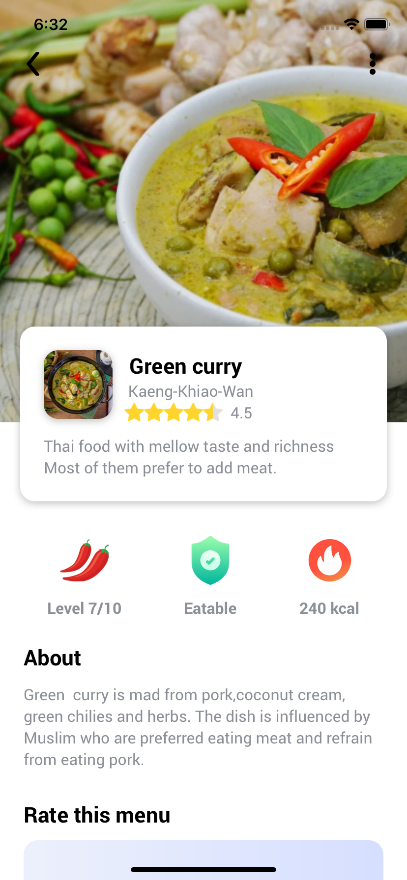 6:32
Green curry
Kaeng-Khiao-Wan
4.5
Thai food with mellow taste and richness
Most of them prefer to add meat.
Level 7/10
Eatable
240 kcal
About
Green  curry is mad from pork,coconut cream,
green chilies and herbs. The dish is influenced by
Muslim who are preferred eating meat and refrain
from eating pork.
Rate this menu